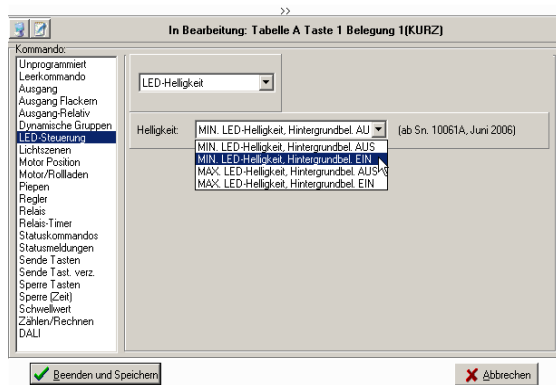 >>
In Bearbeitung: Tabelle A Taste 1 Belegung 1(KURZ)
Kommando:
Unprogrammiert
Leerkommando
Ausgang
Ausgang Flackern
Ausgang-Relativ
Dynamische Gruppen
LED-Steuerung
Lichtszenen
Motor Position
Motor/Rollladen
Piepen
Regler
Relais
Relais-Timer
Statuskommandos
Statusmeldungen
Sende Tasten
Sende Tast. verz.
Sperre Tasten
Sperre (Zeit)
Schwellwert
Zählen/Rechnen
DALI
LED-Helligkeit
Helligkeit: MIN. LED-Helligkeit, Hintergrundbel. AU (ab Sn. 10061A, Juni 2006)
MIN. LED-Helligkeit, Hintergrundbel. AUS
MIN. LED-Helligkeit, Hintergrundbel. EIN
MAX. LED-Helligkeit, Hintergrundbel. AUS
MAX. LED-Helligkeit, Hintergrundbel. EIN
Beenden und Speichern Abbrechen